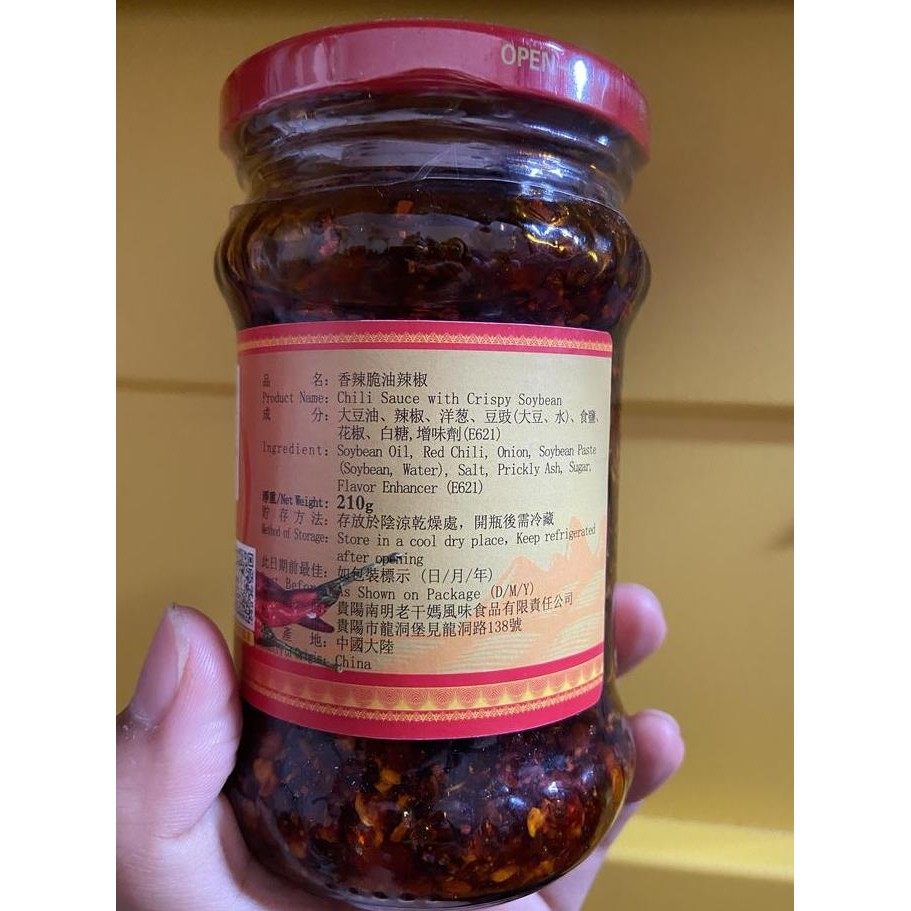 OPEN
品 名：香辣脆油辣椒
Product Name: Chili Sauce with Crispy Soybean
成 分：大豆油、辣椒、洋葱、豆豉(大豆、水)、食鹽、
花椒、白糖,增味劑(E621)
Ingredient: Soybean Oil, Red Chili, Onion, Soybean Paste
(Soybean, Water), Salt, Prickly Ash, Sugar,
Flavor Enhancer (E621)
淨重/Net Weight: 210g
貯存方法：存放於陰涼乾燥處，開瓶後需冷藏
Method of Storage: Store in a cool dry place, Keep refrigerated
after opening
此日期前最佳：如包裝標示 (日/月/年)
Before: As Shown on Package (D/M/Y)
貴陽南明老干媽風味食品有限責任公司
貴陽市龍洞堡見龍洞路138號
產 地：中國大陸
of Origin: China